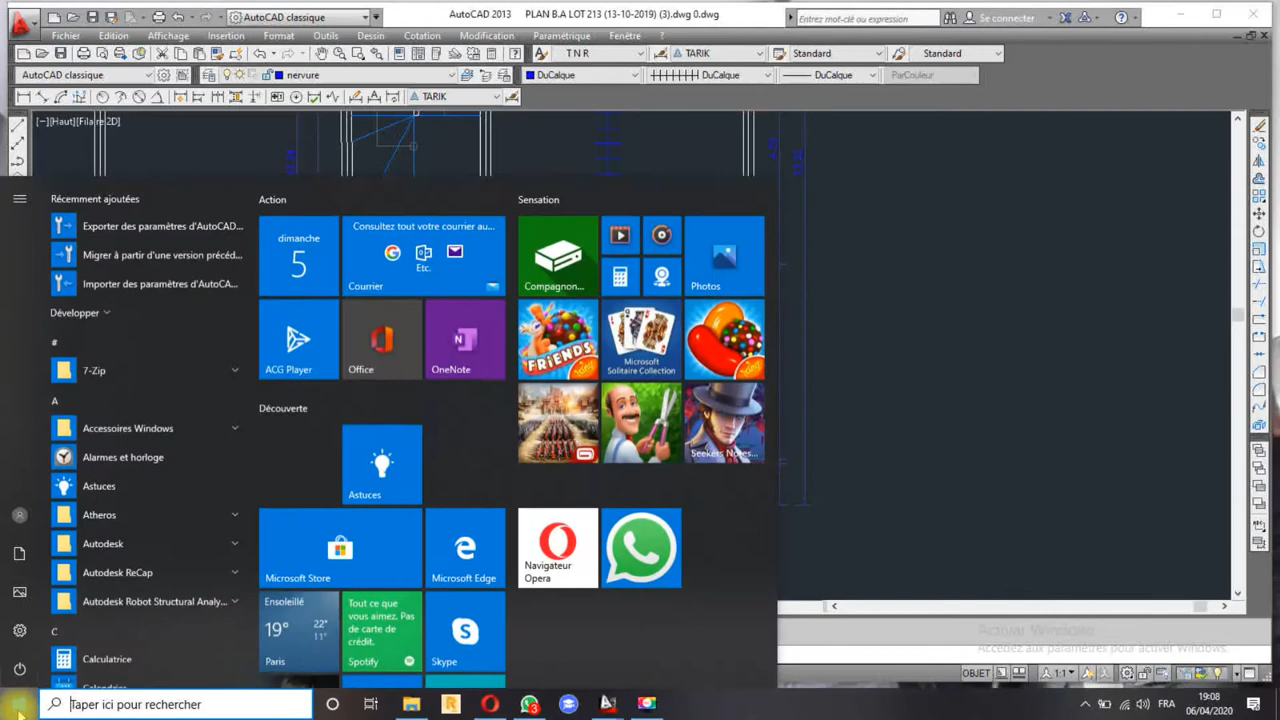 AutoCAD classique
AutoCAD 2013 PLAN B.A LOT 213 (13-10-2019) (3).dwg 0.dwg
Entrez mot-clé ou expression
Se connecter
Fichier Edition Affichage Insertion Format Outils Dessin Cotation Modification Paramétrique Fenêtre ?
T N R TARIK Standard Standard
AutoCAD classique nervure DuCalque DuCalque DuCalque ParCouleur
TARIK
[−][Haut][Filaire 2D]
Récemment ajoutées
Exporter des paramètres d'AutoCAD...
Migrer à partir d'une version précéd...
Importer des paramètres d'AutoCA...
Développer
#
7-Zip
A
Accessoires Windows
Alarmes et horloge
Astuces
Atheros
Autodesk
Autodesk ReCap
Autodesk Robot Structural Analy...
C
Calculatrice
Calendrier
Action
dimanche
5
Consultez tout votre courrier au...
Etc.
Courrier
ACG Player
Office
OneNote
Découverte
Astuces
Microsoft Store
Microsoft Edge
Ensoleillé
19°
22°
11°
Paris
Tout ce que
vous aimez. Pas
de carte de
crédit.
Spotify
Skype
Sensation
Compagnon...
Photos
FRIENDS
Microsoft
Solitaire Collection
Seekers Notes...
Navigateur
Opera
Activer Windows
Accédez aux paramètres pour activer Windows.
OBJET
1:1
Taper ici pour rechercher
3
FRA
19:08
06/04/2020